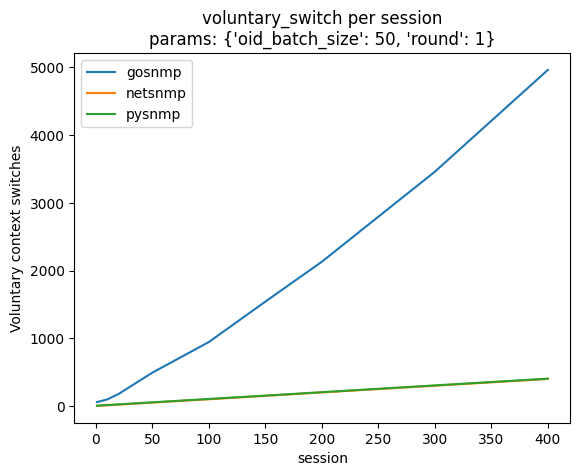 voluntary_switch per session
params: {'oid_batch_size': 50, 'round': 1}
gosnmp
netsnmp
pysnmp
Voluntary context switches
5000
4000
3000
2000
1000
0
0 50 100 150 200 250 300 350 400
session